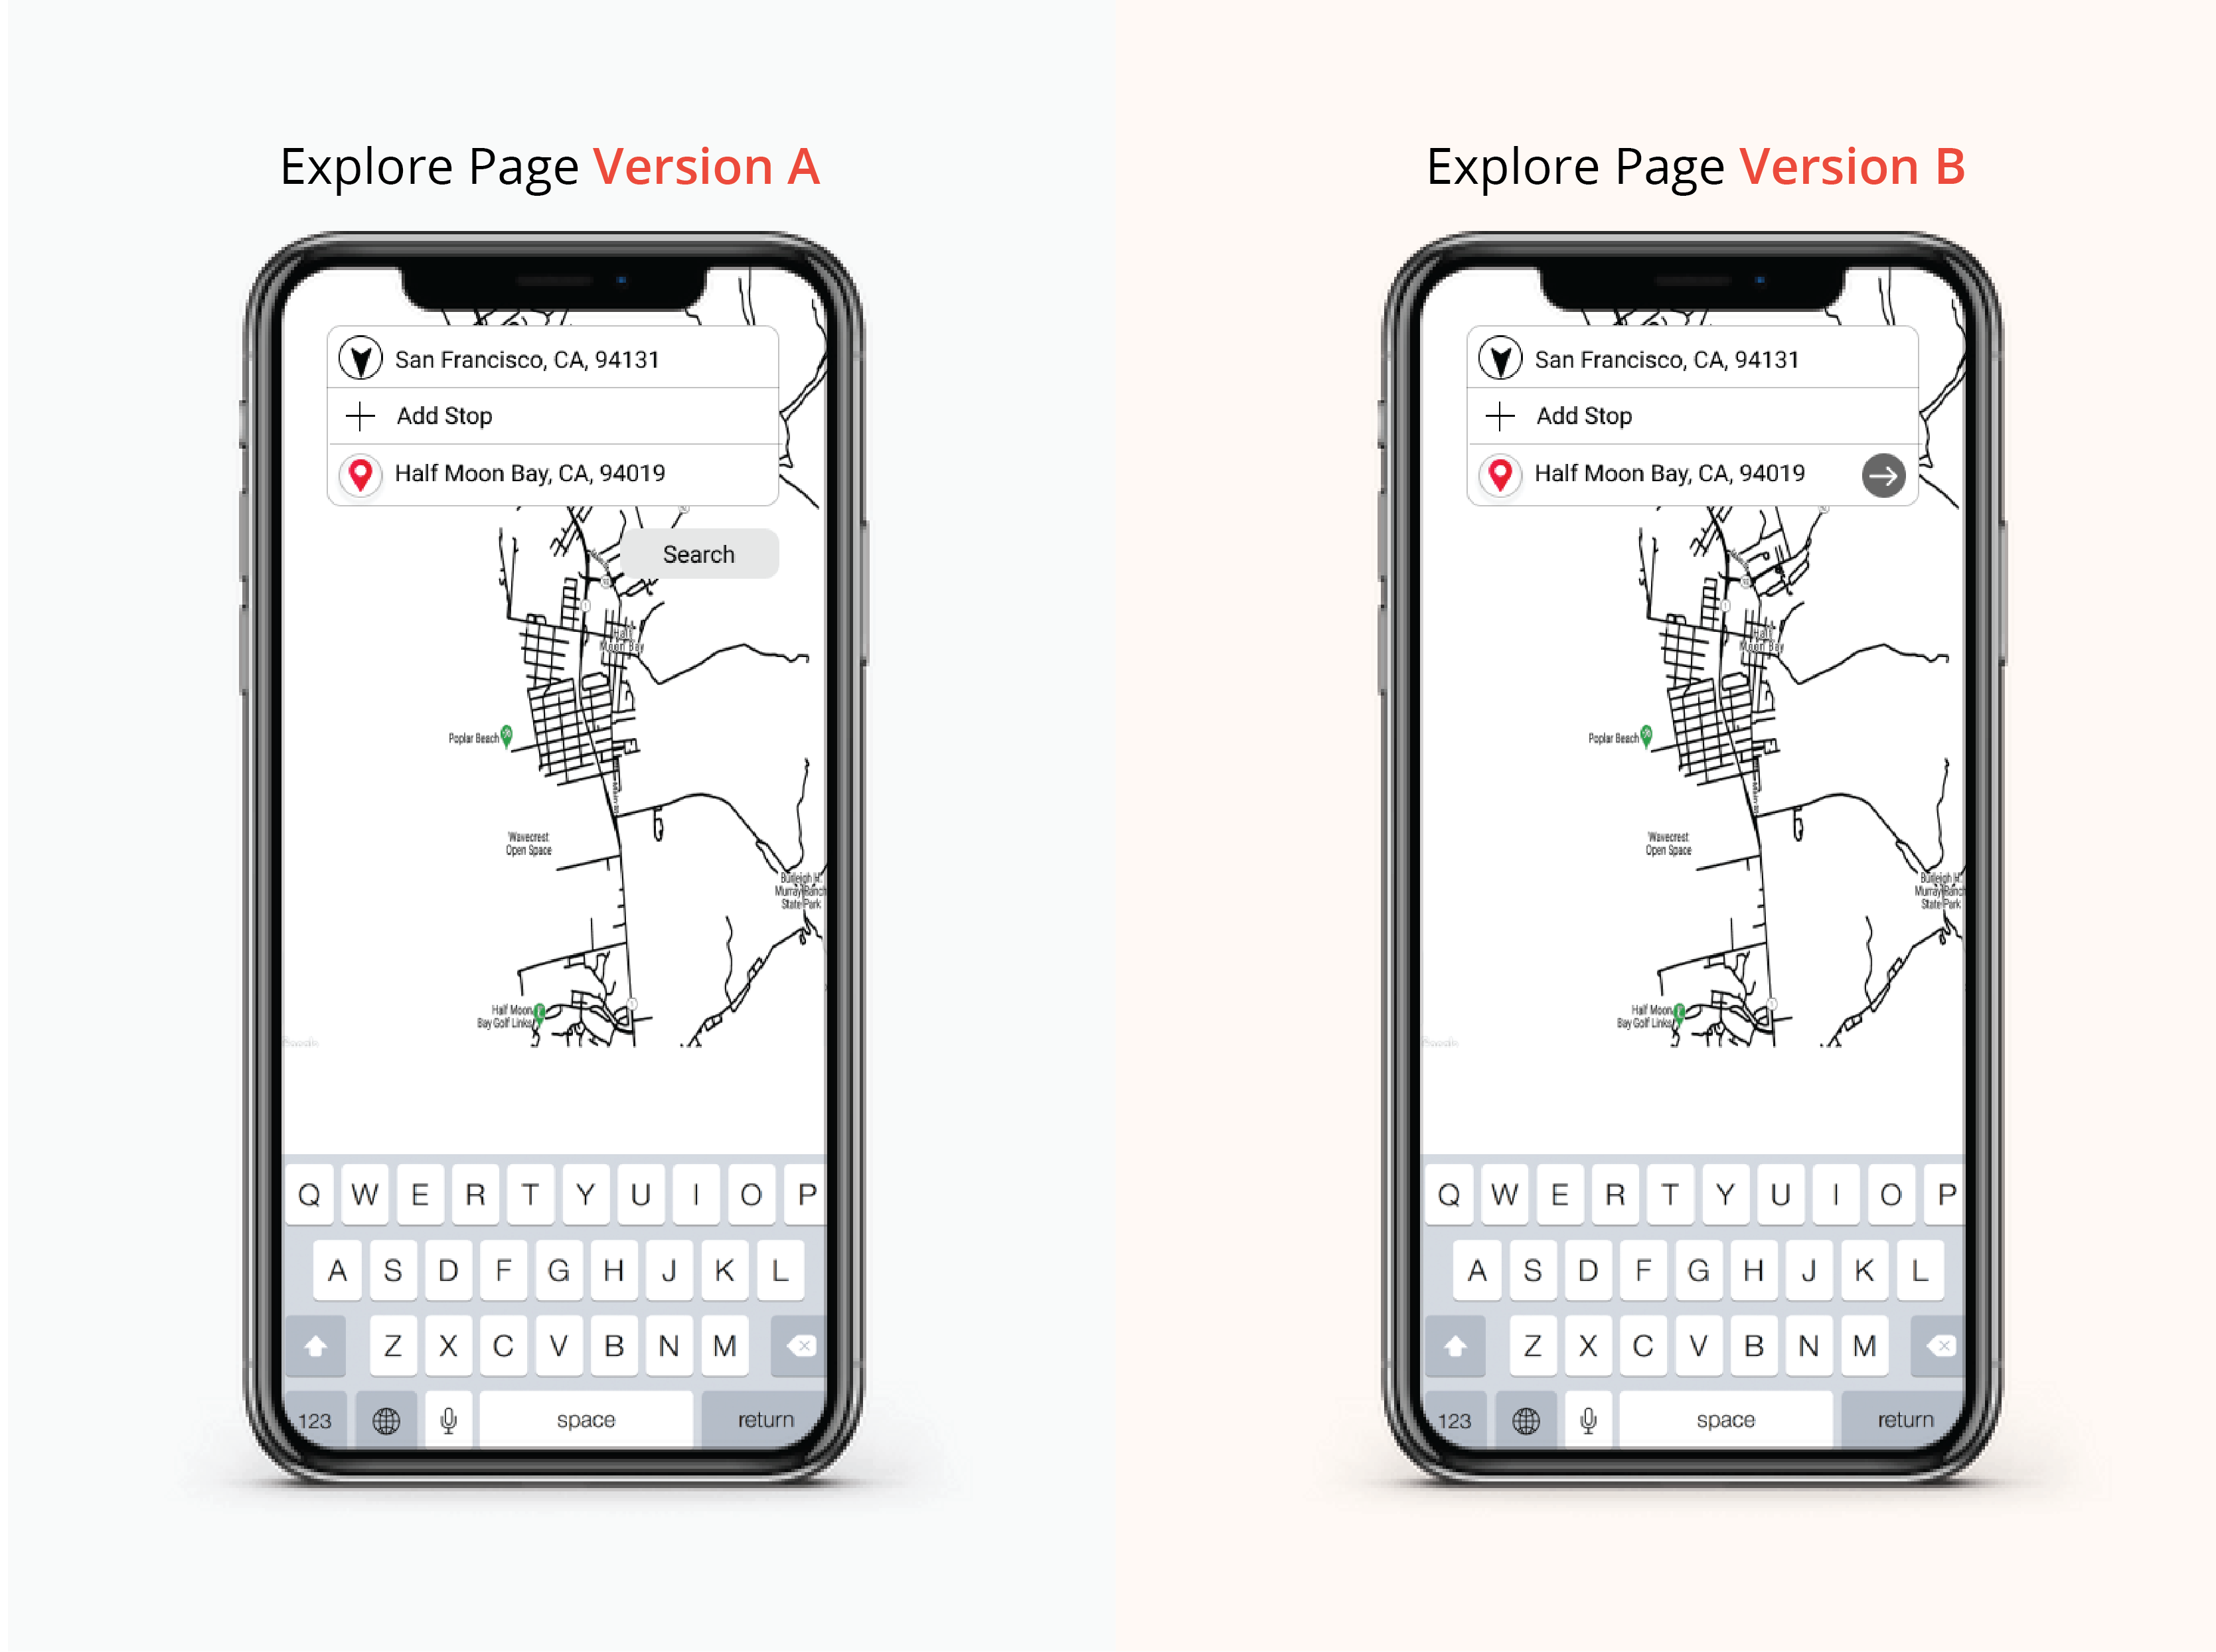 Explore Page Version A
San Francisco, CA, 94131
Add Stop
Half Moon Bay, CA, 94019
Search
Half
Moon Bay
Poplar Beach
Wavecrest
Open Space
Burleigh H.
Murray Ranch
State Park
Half Moon
Bay Golf Links
Google
Q W E R T Y U I O P
A S D F G H J K L
Z X C V B N M
123 space return
Explore Page Version B
San Francisco, CA, 94131
Add Stop
Half Moon Bay, CA, 94019
Half
Moon Bay
Poplar Beach
Wavecrest
Open Space
Burleigh H.
Murray Ranch
State Park
Half Moon
Bay Golf Links
Google
Q W E R T Y U I O P
A S D F G H J K L
Z X C V B N M
123 space return